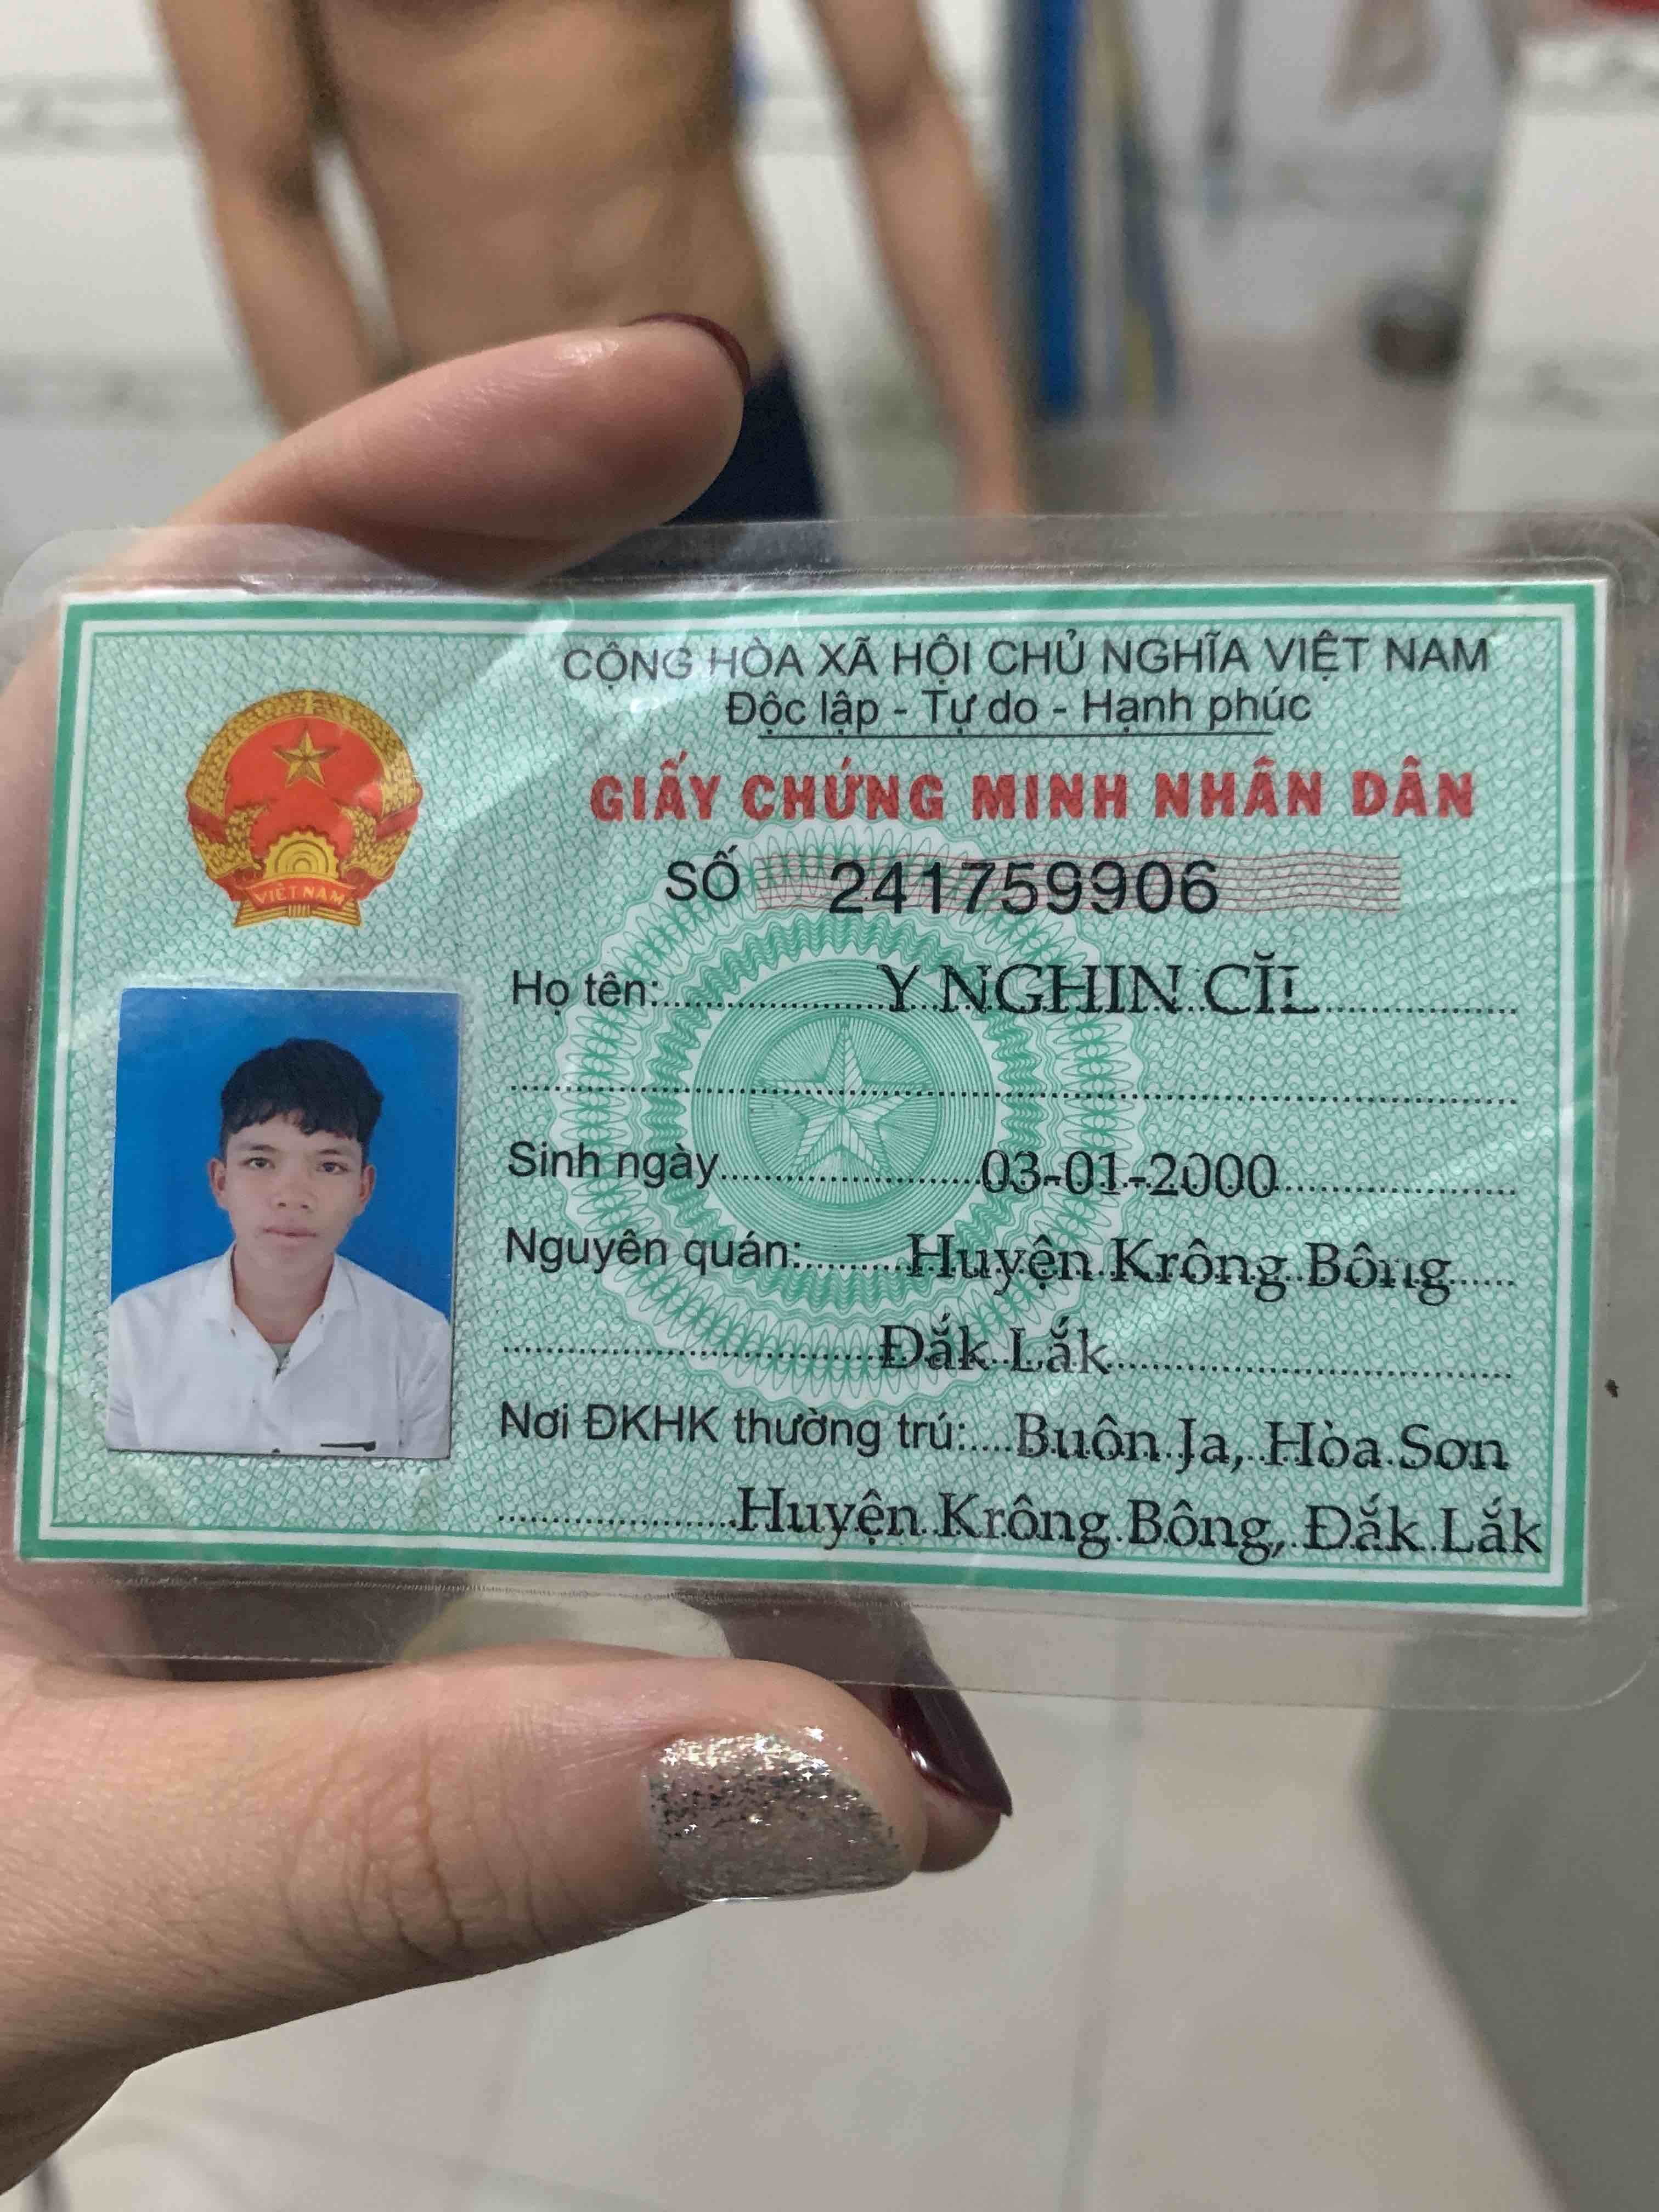 CỘNG HÒA XÃ HỘI CHỦ NGHĨA VIỆT NAM
Độc lập - Tự do - Hạnh phúc
GIẤY CHỨNG MINH NHÂN DÂN
SỐ 241759906
VIỆT NAM
Họ tên: Y NGHIN CĬL
Sinh ngày 03-01-2000
Nguyên quán: Huyện Krông Bông
Đắk Lắk
Nơi ĐKHK thường trú: Buôn Ja, Hòa Sơn
Huyện Krông Bông, Đắk Lắk